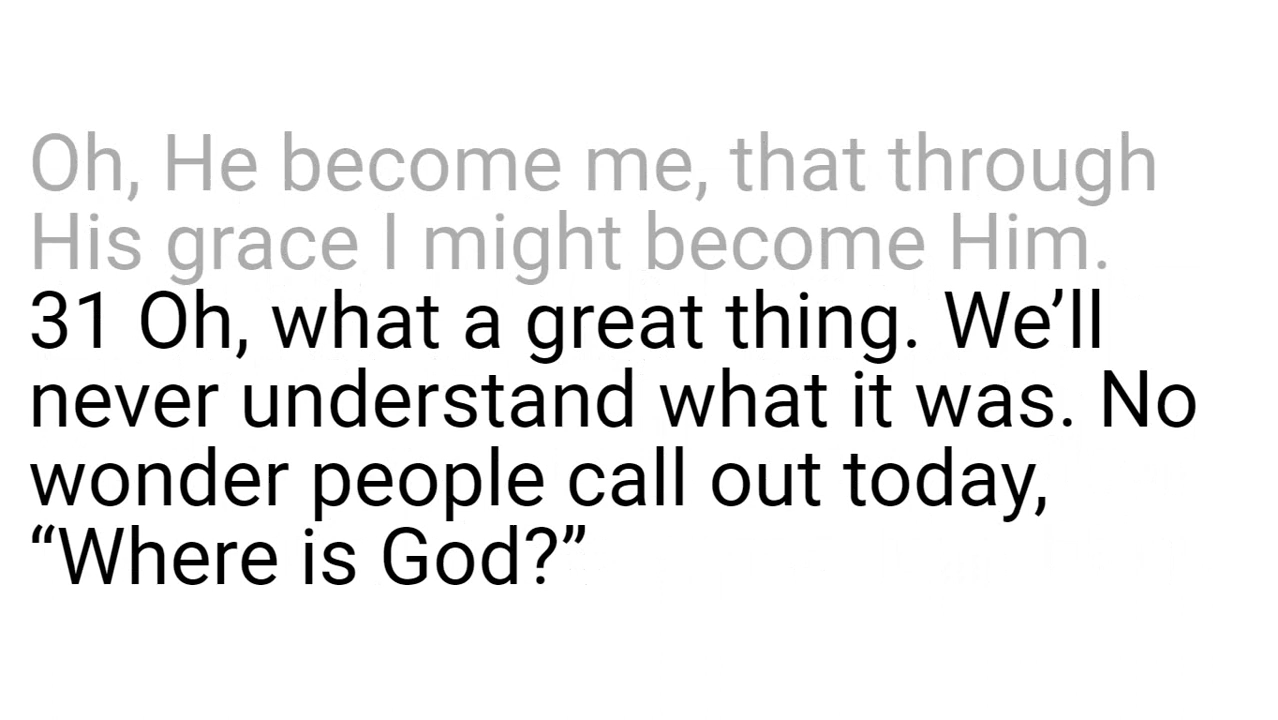 Oh, He become me, that through
His grace I might become Him.
31 Oh, what a great thing. We’ll
never understand what it was. No
wonder people call out today,
“Where is God?”